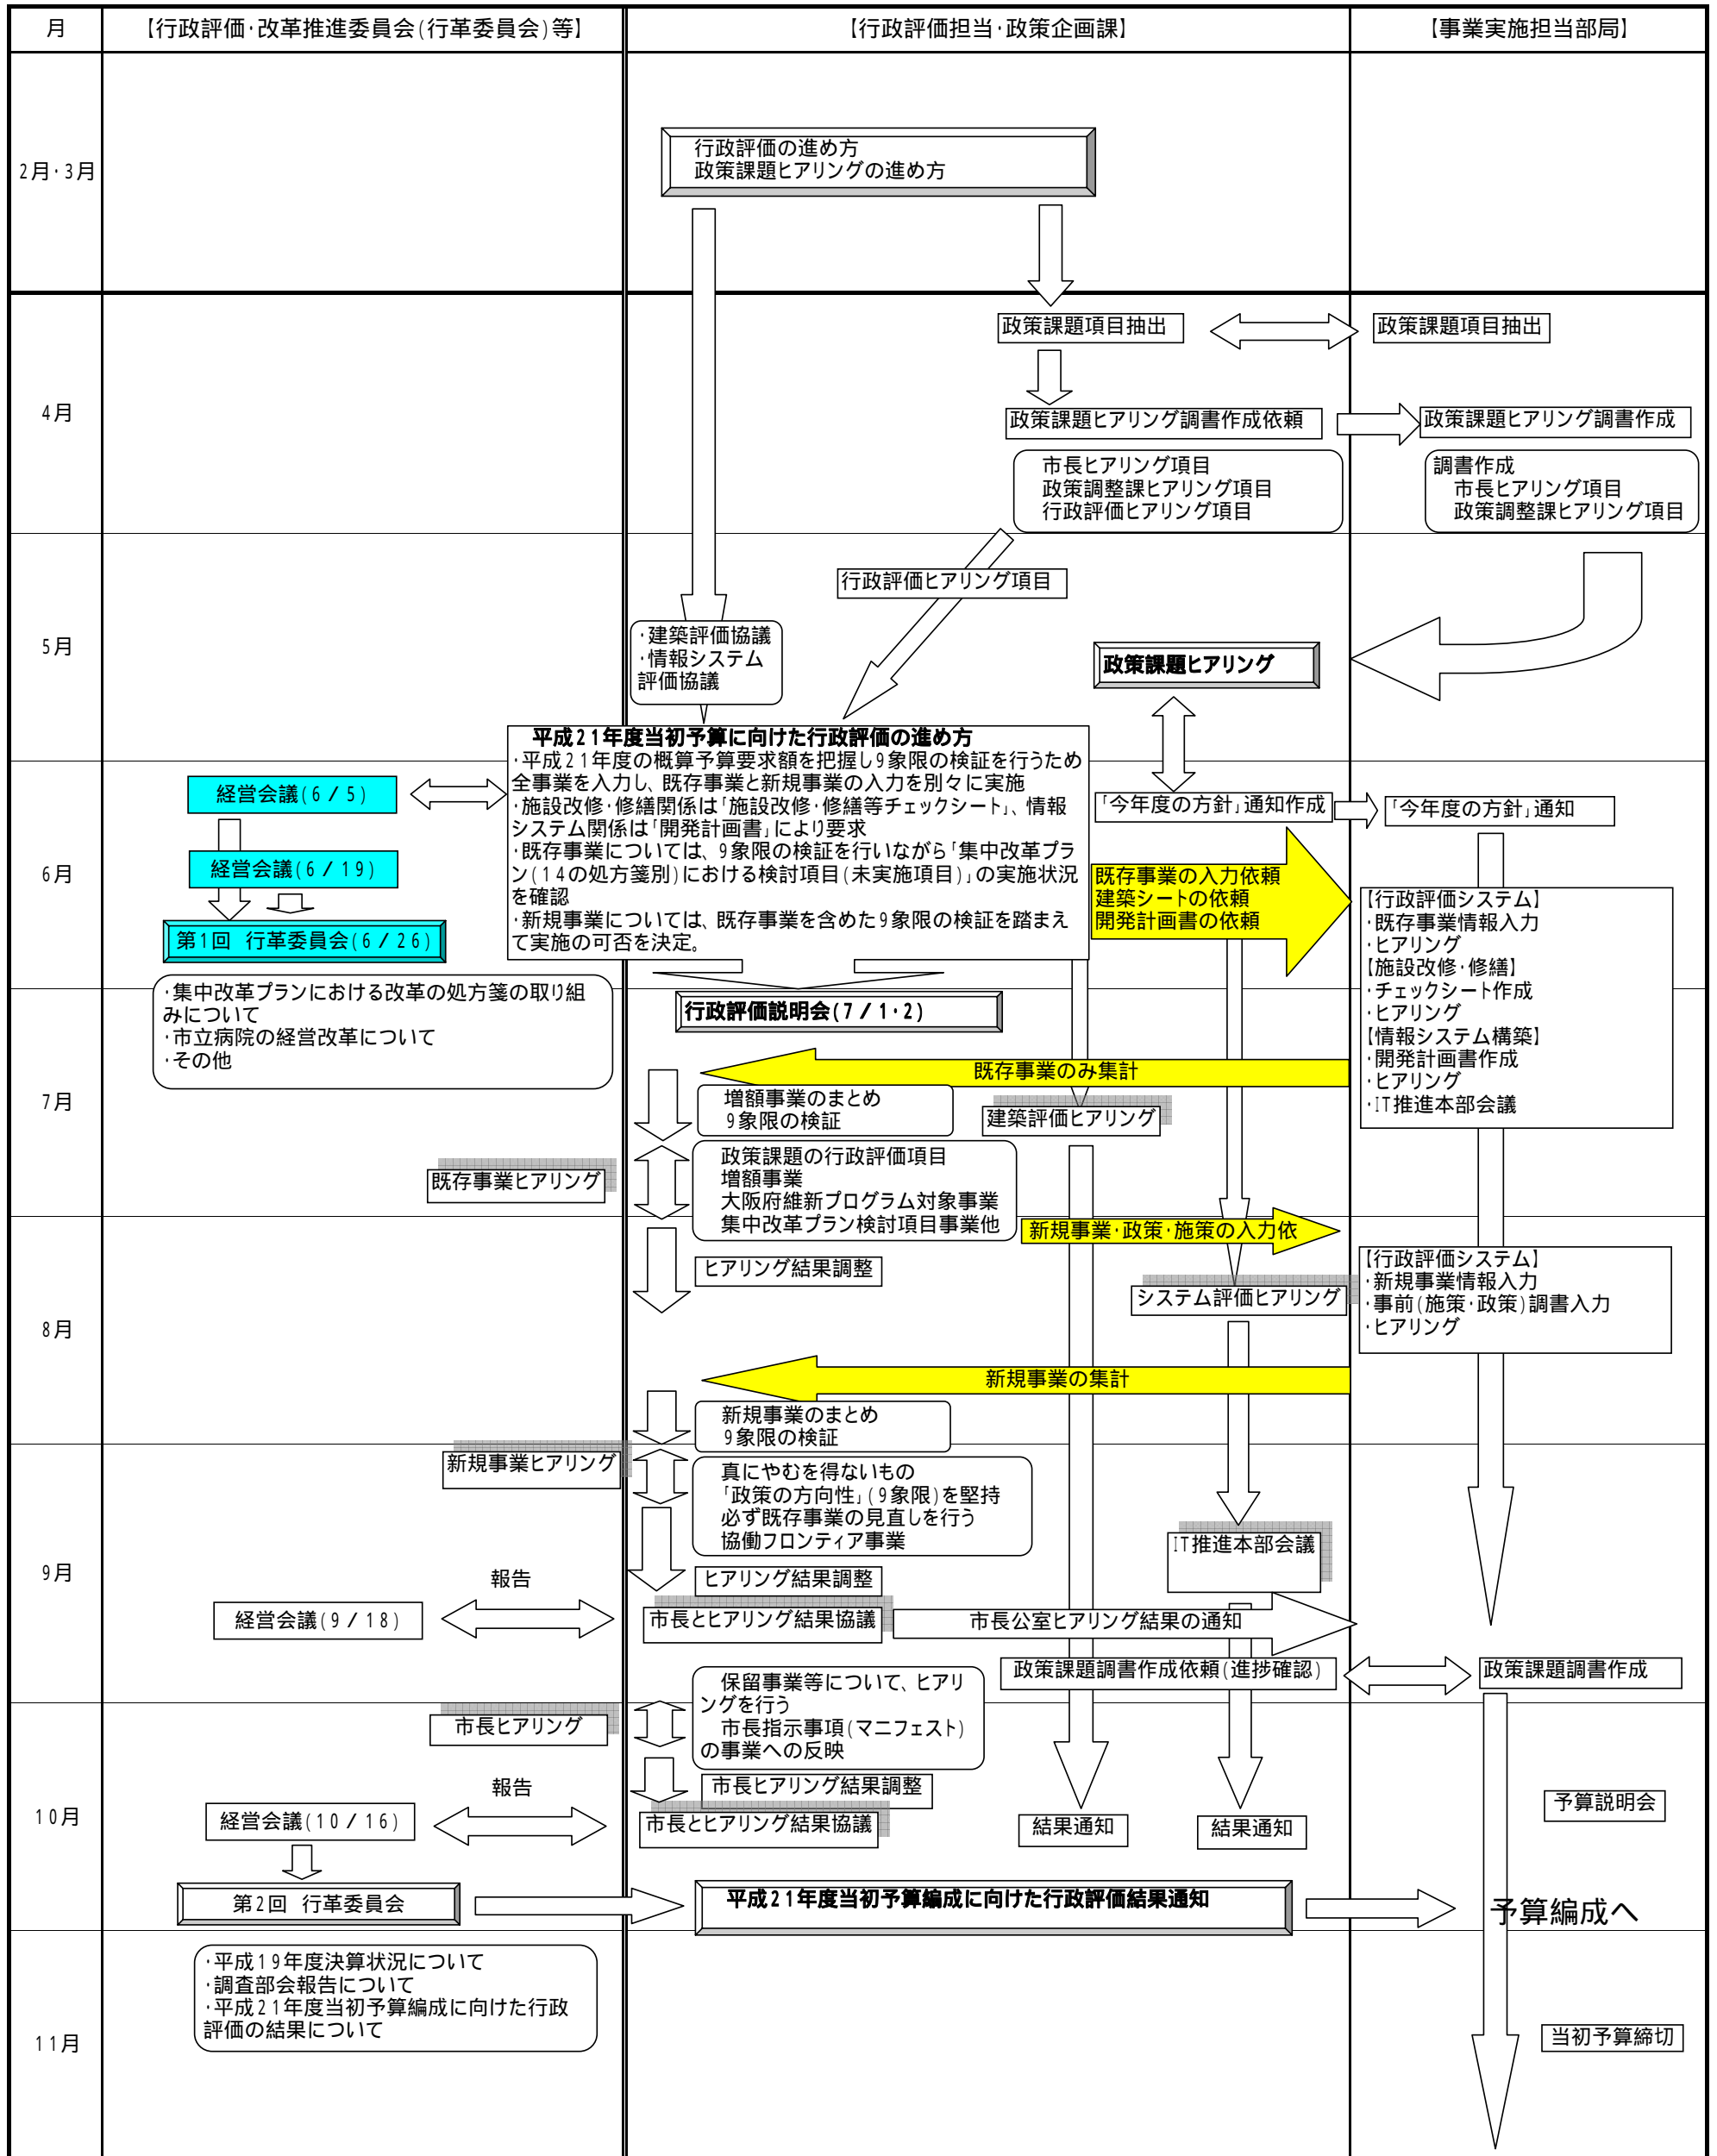 月
【行政評価・改革推進委員会(行革委員会)等】
【行政評価担当・政策企画課】
【事業実施担当部局】
2月・3月
行政評価の進め方
政策課題ヒアリングの進め方
4月
政策課題項目抽出
政策課題項目抽出
政策課題ヒアリング調書作成依頼
政策課題ヒアリング調書作成
市長ヒアリング項目
政策調整課ヒアリング項目
行政評価ヒアリング項目
調書作成
市長ヒアリング項目
政策調整課ヒアリング項目
5月
行政評価ヒアリング項目
・建築評価協議
・情報システム
評価協議
政策課題ヒアリング
平成21年度当初予算に向けた行政評価の進め方
・平成21年度の概算予算要求額を把握し9象限の検証を行うため
全事業を入力し、既存事業と新規事業の入力を別々に実施
・施設改修・修繕関係は「施設改修・修繕等チェックシート」、情報
システム関係は「開発計画書」により要求
・既存事業については、9象限の検証を行いながら「集中改革プラ
ン(14の処方箋別)における検討項目(未実施項目)」の実施状況
を確認
・新規事業については、既存事業を含めた9象限の検証を踏まえ
て実施の可否を決定。
6月
経営会議(6/5)
経営会議(6/19)
第1回 行革委員会(6/26)
「今年度の方針」通知作成
「今年度の方針」通知
既存事業の入力依頼
建築シートの依頼
開発計画書の依頼
【行政評価システム】
・既存事業情報入力
・ヒアリング
【施設改修・修繕】
・チェックシート作成
・ヒアリング
【情報システム構築】
・開発計画書作成
・ヒアリング
・IT推進本部会議
・集中改革プランにおける改革の処方箋の取り組
みについて
・市立病院の経営改革について
・その他
7月
行政評価説明会(7/1・2)
既存事業のみ集計
増額事業のまとめ
9象限の検証
建築評価ヒアリング
既存事業ヒアリング
政策課題の行政評価項目
増額事業
大阪府維新プログラム対象事業
集中改革プラン検討項目事業他
新規事業・政策・施策の入力依
8月
ヒアリング結果調整
システム評価ヒアリング
【行政評価システム】
・新規事業情報入力
・事前(施策・政策)調書入力
・ヒアリング
新規事業の集計
新規事業のまとめ
9象限の検証
9月
新規事業ヒアリング
真にやむを得ないもの
「政策の方向性」(9象限)を堅持
必ず既存事業の見直しを行う
協働フロンティア事業
IT推進本部会議
ヒアリング結果調整
報告
経営会議(9/18)
市長とヒアリング結果協議
市長公室ヒアリング結果の通知
政策課題調書作成依頼(進捗確認)
政策課題調書作成
保留事業等について、ヒアリ
ングを行う
市長指示事項(マニフェスト)
の事業への反映
10月
市長ヒアリング
市長ヒアリング結果調整
報告
経営会議(10/16)
市長とヒアリング結果協議
結果通知
結果通知
予算説明会
第2回 行革委員会
平成21年度当初予算編成に向けた行政評価結果通知
予算編成へ
11月
・平成19年度決算状況について
・調査部会報告について
・平成21年度当初予算編成に向けた行政
評価の結果について
当初予算締切